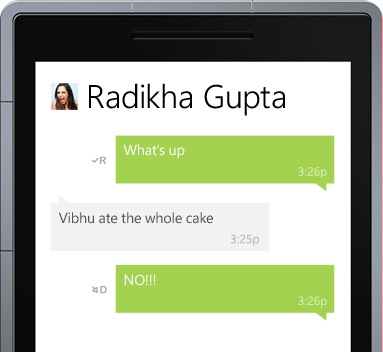 Radikha Gupta
What's up
✓R
3:26p
Vibhu ate the whole cake
3:25p
NO!!!
D
3:26p